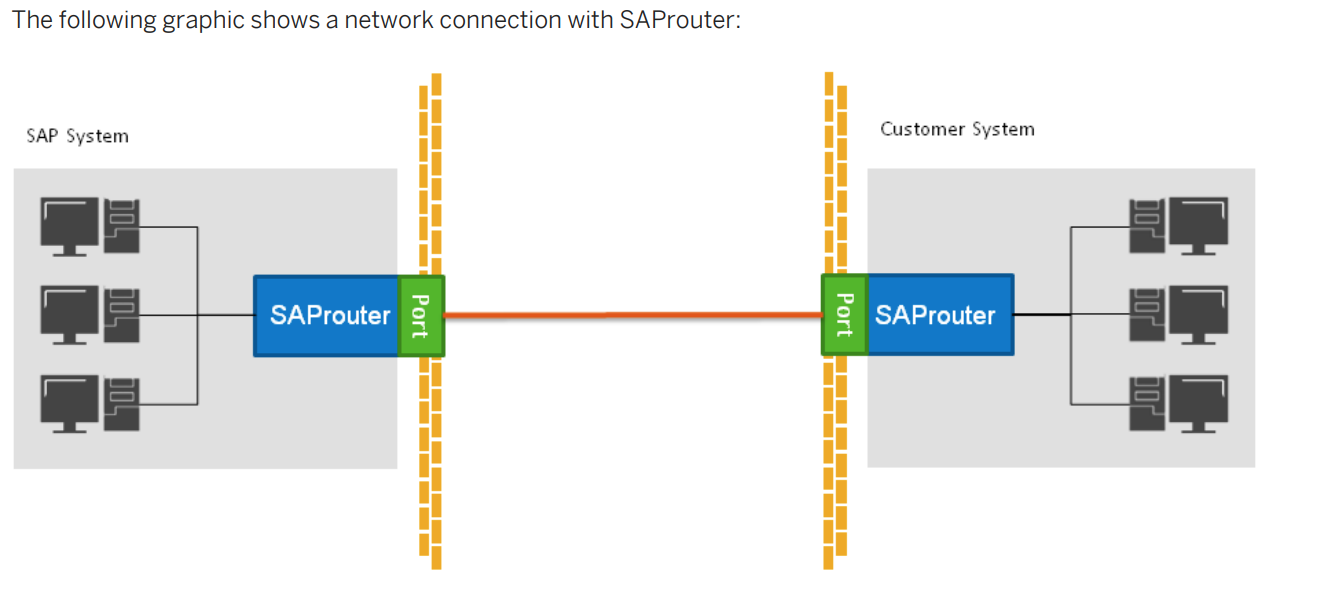 The following graphic shows a network connection with SAProuter:
SAP System
Customer System
SAProuter
Port
Port
SAProuter